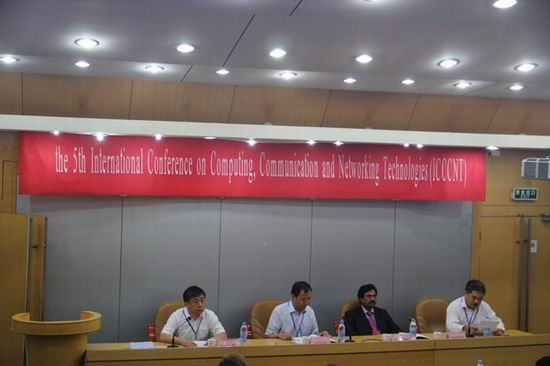 the 5th International Conference on Computing, Communication and Networking Technologies (ICCCNT)